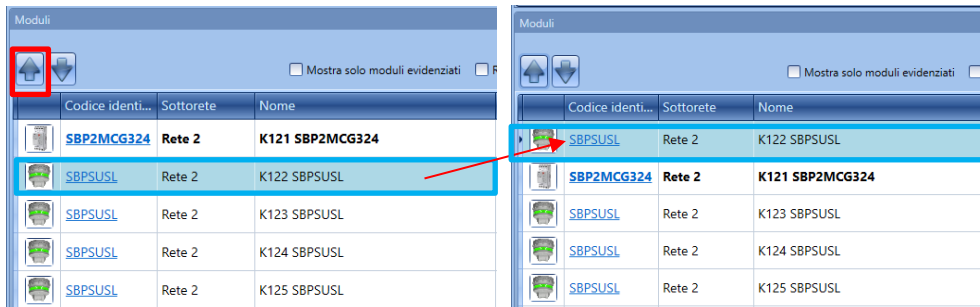 Moduli
Mostra solo moduli evidenziati
Codice identi... Sottorete Nome
SBP2MCG324 Rete 2 K121 SBP2MCG324
SBPSUSL Rete 2 K122 SBPSUSL
SBPSUSL Rete 2 K123 SBPSUSL
SBPSUSL Rete 2 K124 SBPSUSL
SBPSUSL Rete 2 K125 SBPSUSL
Moduli
Mostra solo moduli evidenziati
Codice identi... Sottorete Nome
SBPSUSL Rete 2 K122 SBPSUSL
SBP2MCG324 Rete 2 K121 SBP2MCG324
SBPSUSL Rete 2 K123 SBPSUSL
SBPSUSL Rete 2 K124 SBPSUSL
SBPSUSL Rete 2 K125 SBPSUSL